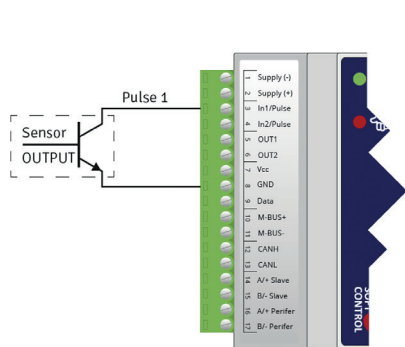 Pulse 1
Sensor
OUTPUT
1 Supply (-)
2 Supply (+)
3 In1/Pulse
4 In2/Pulse
5 OUT1
6 OUT2
7 Vcc
8 GND
9 Data
10 M-BUS+
11 M-BUS-
12 CANH
13 CANL
14 A/+ Slave
15 B/- Slave
16 A/+ Perifer
17 B/- Perifer
CONTROL